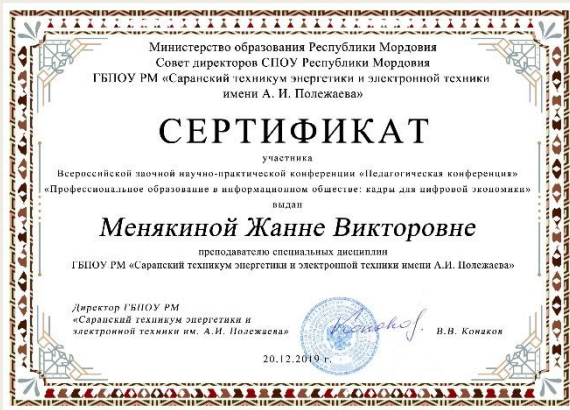 Министерство образования Республики Мордовия
Совет директоров СПОУ Республики Мордовия
ГБПОУ РМ «Саранский техникум энергетики и электронной техники
имени А. И. Полежаева»
СЕРТИФИКАТ
участника
Всероссийской заочной научно-практической конференции «Педагогическая конференция»
«Профессиональное образование в информационном обществе: кадры для цифровой экономики»
выдан
Менякиной Жанне Викторовне
преподавателю специальных дисциплин
ГБПОУ РМ «Саранский техникум энергетики и электронной техники имени А.И. Полежаева»
Директор ГБПОУ РМ
«Саранский техникум энергетики и
электронной техники им. А.И. Полежаева»
В.В. Конаков
20.12.2019 г.